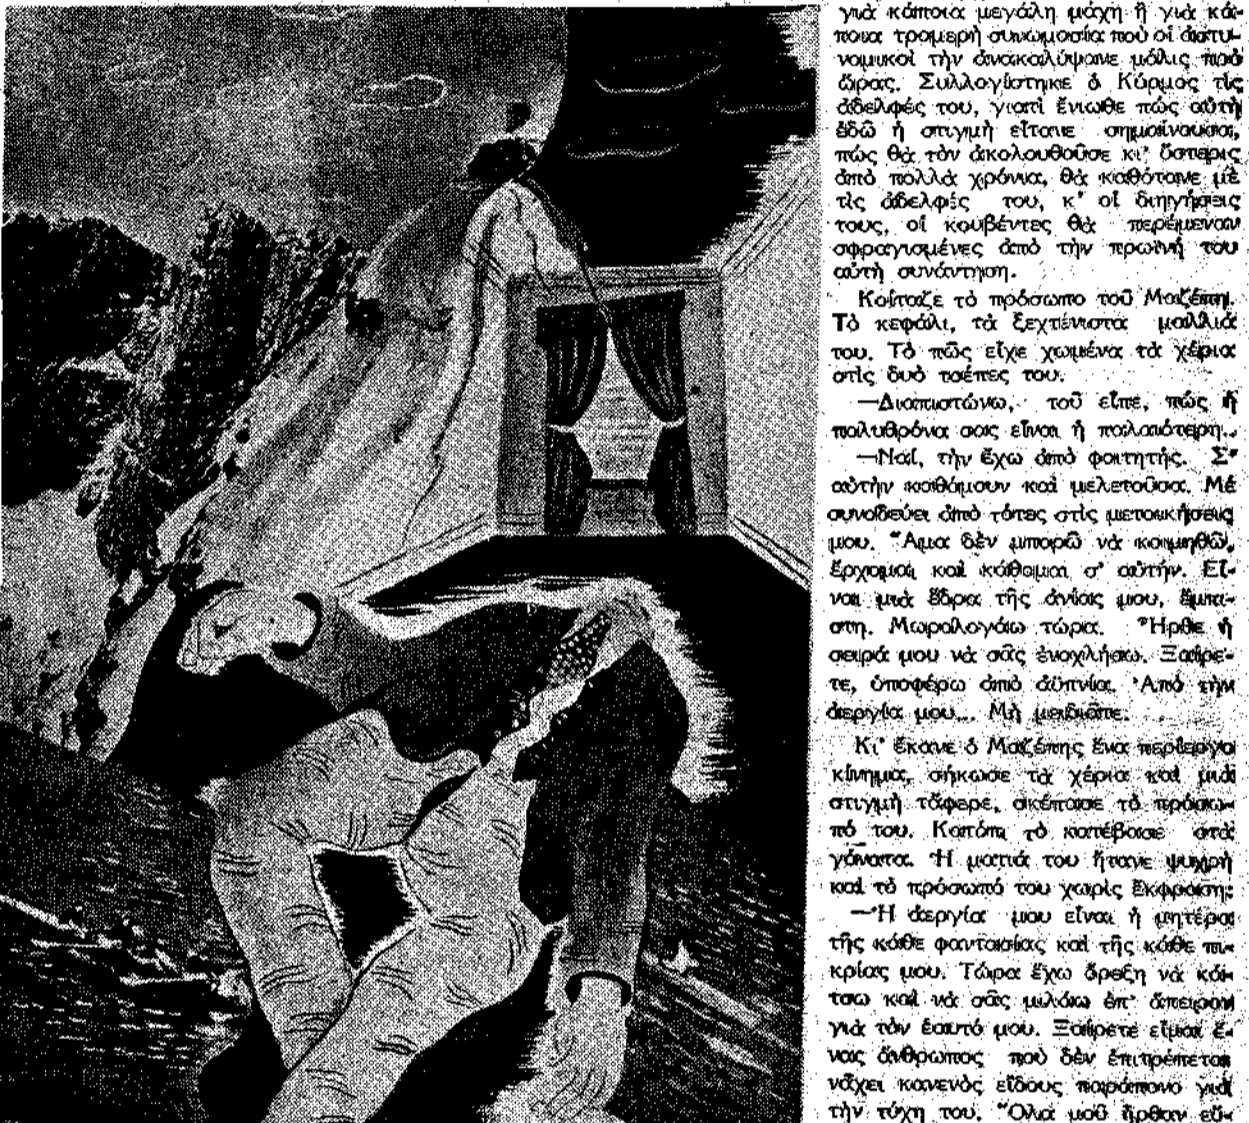 γιὰ κάποια μεγάλη μάχη ἢ γιὰ κά-
ποια τρομερὴ συνωμοσία ποὺ οἱ ἀστυ-
νομικοὶ τὴν ἀνακαλύψανε μόλις πρὸ
ὥρας. Συλλογίστηκε ὁ Κύρμος τὶς
ἀδελφές του, γιατὶ ἔνιωθε πὼς αὐτὴ
ἐδῶ ἡ στιγμὴ εἴτανε σημαίνουσα,
πὼς θὰ τὸν ἀκολουθοῦσε κι' ὕστερις
ἀπὸ πολλὰ χρόνια, θὰ καθότανε μὲ
τὶς ἀδελφές του, κ' οἱ διηγήσεις
τους, οἱ κουβέντες θὰ περέμεναν
σφραγισμένες ἀπὸ τὴν πρωϊνή του
αὐτὴ συνάντηση.
Κοίταζε τὸ πρόσωπο τοῦ Μαζέπη.
Τὸ κεφάλι, τὰ ξεχτένιστα μαλλιά
του. Τὸ πῶς εἶχε χωμένα τὰ χέρια
στὶς δυὸ τσέπες του.
—Διαπιστώνω, τοῦ εἶπε, πὼς ἡ
πολυθρόνα σας εἶναι ἡ παλαιότερη..
—Ναί, τὴν ἔχω ἀπὸ φοιτητής. Σ'
αὐτὴν καθόμουν καὶ μελετοῦσα. Μὲ
συνοδεύει ἀπὸ τότες στὶς μετοικήσεις
μου. Ἅμα δὲν μπορῶ νὰ κοιμηθῶ,
ἔρχομαι καὶ κάθομαι σ' αὐτήν. Εἶ-
ναι μιὰ ἕδρα τῆς ἀνίας μου, ἔμπι-
στη. Μωρολογάω τώρα. Ἦρθε ἡ
σειρά μου νὰ σᾶς ἐνοχλήσω. Ξαίρε-
τε, ὑποφέρω ἀπὸ ἀϋπνία. Ἀπὸ τὴν
ἀεργία μου... Μὴ μειδιᾶτε.
Κι' ἔκανε ὁ Μαζέπης ἕνα περίεργο
κίνημα, σήκωσε τὰ χέρια καὶ μιὰ
στιγμὴ τἄφερε, σκέπασε τὸ πρόσω-
πό του. Κατόπι τὸ κατέβασε στὰ
γόνατα. Ἡ ματιά του ἤτανε ψυχρὴ
καὶ τὸ πρόσωπό του χωρὶς ἔκφραση:
—Ἡ ἀεργία μου εἶναι ἡ μητέρα
τῆς κάθε φαντασίας καὶ τῆς κάθε πι-
κρίας μου. Τώρα ἔχω ὄρεξη νὰ κά-
τσω καὶ νὰ σᾶς μιλάω ἐπ' ἄπειρον
γιὰ τὸν ἑαυτό μου. Ξαίρετε εἶμαι ἕ-
νας ἄνθρωπος ποὺ δὲν ἐπιτρέπεται
νἄχει κανενὸς εἴδους παράπονο γιὰ
τὴν τύχη του. Ὅλα μοῦ ἦρθαν εὔ-